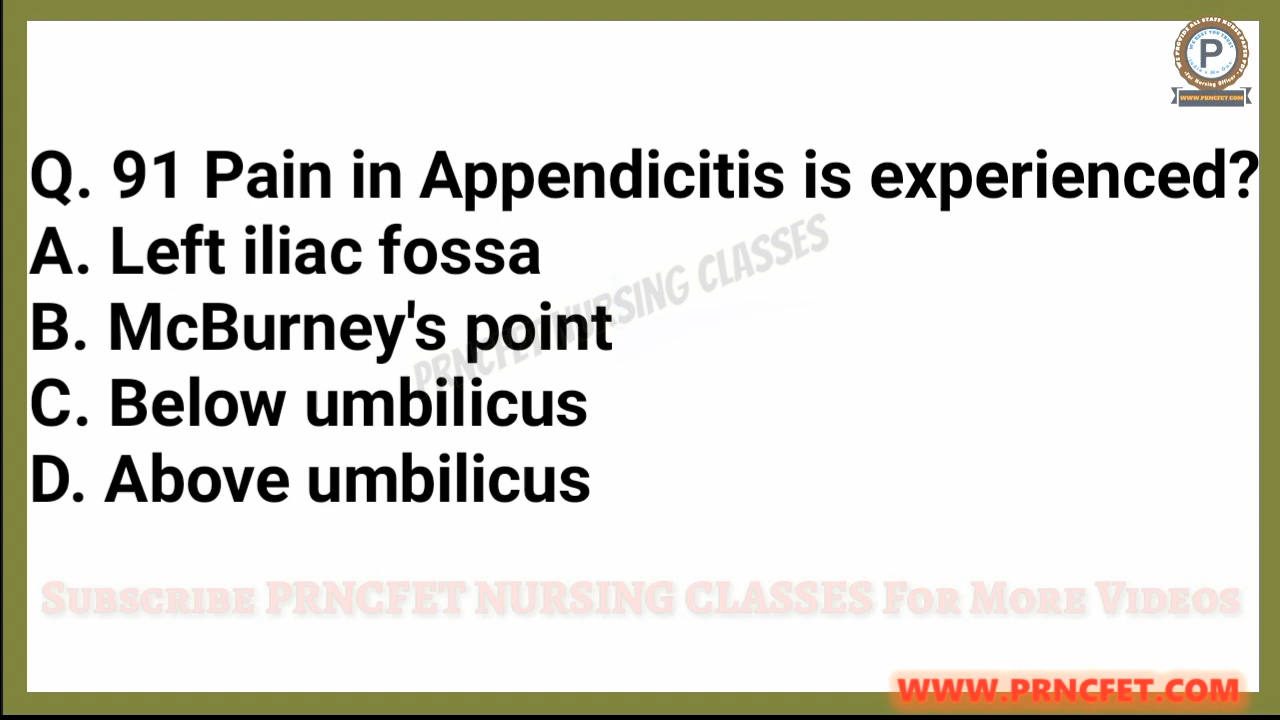 P
WWW.PRNCFET.COM
Q. 91 Pain in Appendicitis is experienced?
A. Left iliac fossa
B. McBurney's point
C. Below umbilicus
D. Above umbilicus
PRNCFET NURSING CLASSES
Subscribe PRNCFET NURSING CLASSES For More Videos
WWW.PRNCFET.COM